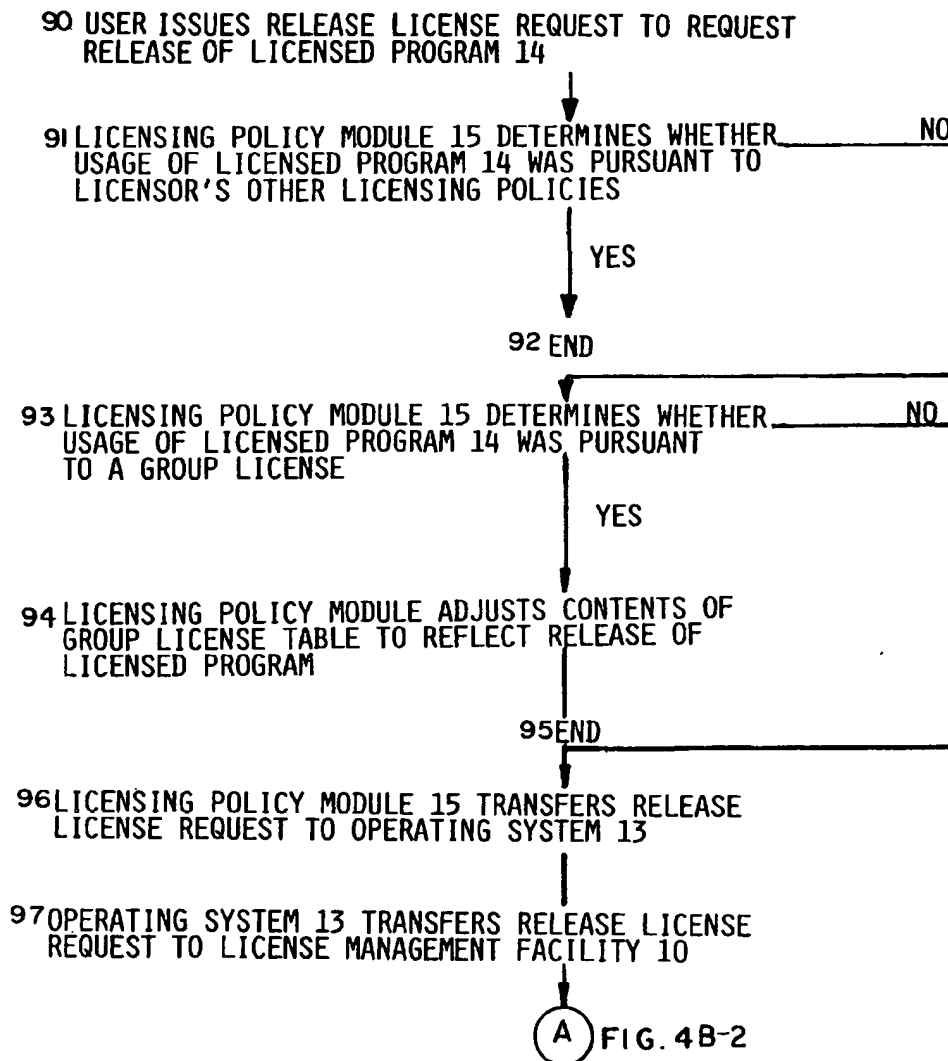 90 USER ISSUES RELEASE LICENSE REQUEST TO REQUEST
RELEASE OF LICENSED PROGRAM 14
91 LICENSING POLICY MODULE 15 DETERMINES WHETHER NO
USAGE OF LICENSED PROGRAM 14 WAS PURSUANT TO
LICENSOR'S OTHER LICENSING POLICIES
YES
92 END
93 LICENSING POLICY MODULE 15 DETERMINES WHETHER NO
USAGE OF LICENSED PROGRAM 14 WAS PURSUANT
TO A GROUP LICENSE
YES
94 LICENSING POLICY MODULE ADJUSTS CONTENTS OF
GROUP LICENSE TABLE TO REFLECT RELEASE OF
LICENSED PROGRAM
95 END
96 LICENSING POLICY MODULE 15 TRANSFERS RELEASE
LICENSE REQUEST TO OPERATING SYSTEM 13
97 OPERATING SYSTEM 13 TRANSFERS RELEASE LICENSE
REQUEST TO LICENSE MANAGEMENT FACILITY 10
A FIG. 4B-2